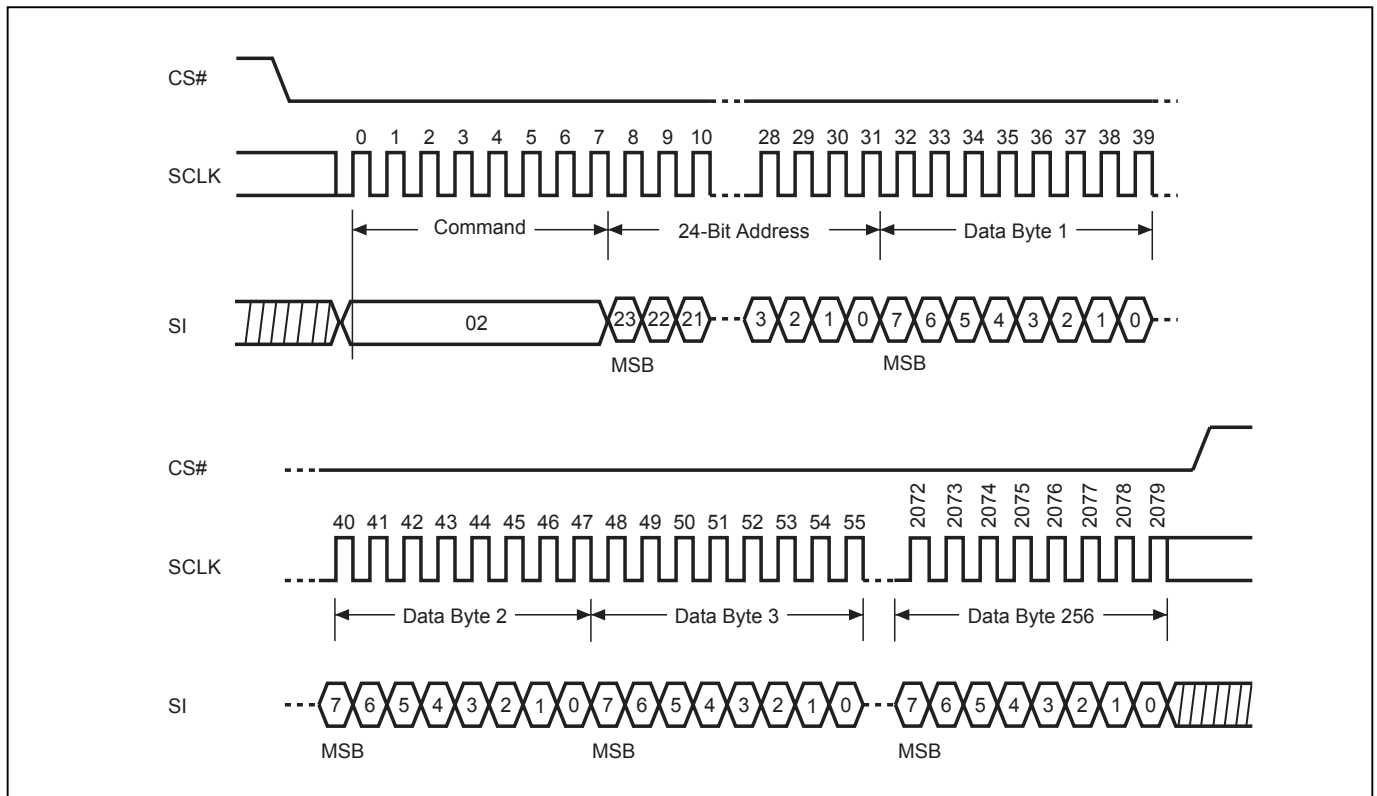 CS#
0 1 2 3 4 5 6 7 8 9 10 28 29 30 31 32 33 34 35 36 37 38 39
SCLK
Command 24-Bit Address Data Byte 1
SI 02 23 22 21 3 2 1 0 7 6 5 4 3 2 1 0
MSB MSB
CS#
40 41 42 43 44 45 46 47 48 49 50 51 52 53 54 55 2072 2073 2074 2075 2076 2077 2078 2079
SCLK
Data Byte 2 Data Byte 3 Data Byte 256
SI 7 6 5 4 3 2 1 0 7 6 5 4 3 2 1 0 7 6 5 4 3 2 1 0
MSB MSB MSB